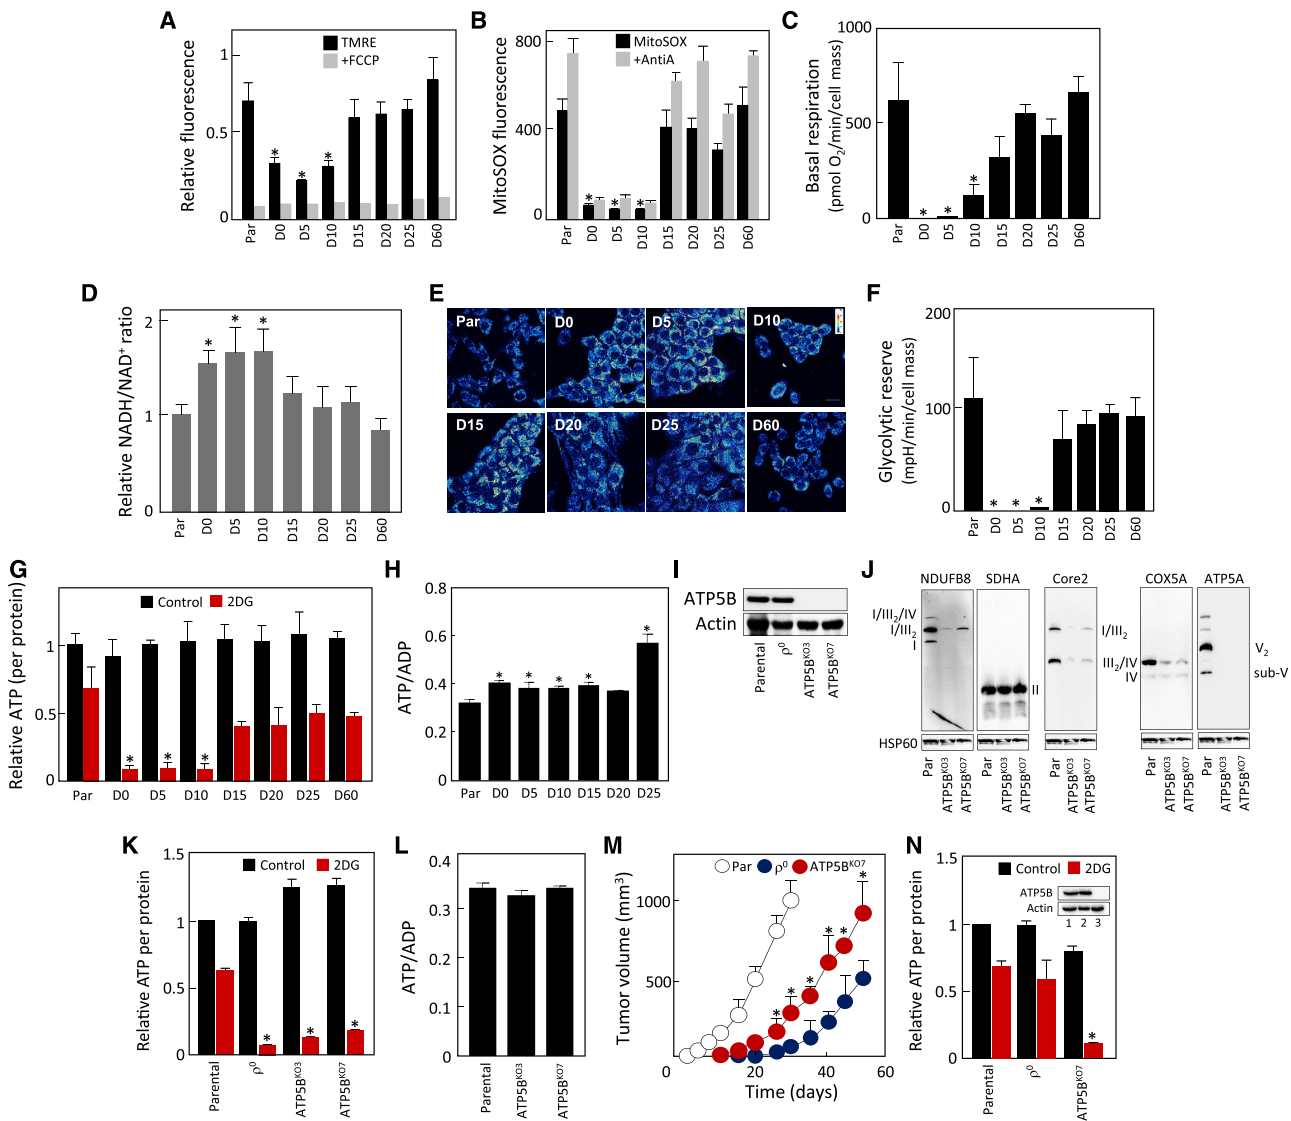 A
Relative fluorescence
1
0.5
0
TMRE
+FCCP
Par
D0
D5
D10
D15
D20
D25
D60
* * *
B
MitoSOX fluorescence
800
400
0
MitoSOX
+AntiA
Par
D0
D5
D10
D15
D20
D25
D60
* * *
C
Basal respiration
(pmol O₂/min/cell mass)
1000
500
0
Par
D0
D5
D10
D15
D20
D25
D60
* * *
D
Relative NADH/NAD⁺ ratio
2
1
0
Par
D0
D5
D10
D15
D20
D25
D60
* * *
E
Par
D0
D5
D10
D15
D20
D25
D60
F
Glycolytic reserve
(mpH/min/cell mass)
200
100
0
Par
D0
D5
D10
D15
D20
D25
D60
* * *
G
Relative ATP (per protein)
1
0.5
0
Control
2DG
Par
D0
D5
D10
D15
D20
D25
D60
* * *
H
ATP/ADP
0.8
0.6
0.4
0.2
0
Par
D0
D5
D10
D15
D20
D25
* * * * *
I
ATP5B
Actin
Parental
ρ⁰
ATP5Bᴷᴼ³
ATP5Bᴷᴼ⁷
J
NDUFB8
SDHA
Core2
COX5A
ATP5A
I/III₂/IV
I/III₂
I
II
I/III₂
III₂/IV
IV
V₂
sub-V
HSP60
Par
ATP5Bᴷᴼ³
ATP5Bᴷᴼ⁷
Par
ATP5Bᴷᴼ³
ATP5Bᴷᴼ⁷
Par
ATP5Bᴷᴼ³
ATP5Bᴷᴼ⁷
Par
ATP5Bᴷᴼ³
ATP5Bᴷᴼ⁷
Par
ATP5Bᴷᴼ³
ATP5Bᴷᴼ⁷
K
Relative ATP per protein
1.5
1
0.5
0
Control
2DG
Parental
ρ⁰
ATP5Bᴷᴼ³
ATP5Bᴷᴼ⁷
* * *
L
ATP/ADP
0.4
0.3
0.2
0.1
0
Parental
ATP5Bᴷᴼ³
ATP5Bᴷᴼ⁷
M
Tumor volume (mm³)
1000
500
0
20
40
60
Time (days)
Par
ρ⁰
ATP5Bᴷᴼ⁷
* * * * * *
N
Relative ATP per protein
1.5
1
0.5
0
Control
2DG
ATP5B
Actin
1 2 3
Parental
ρ⁰
ATP5Bᴷᴼ⁷
*